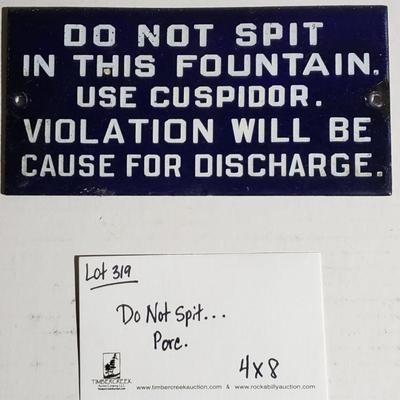 DO NOT SPIT
IN THIS FOUNTAIN.
USE CUSPIDOR.
VIOLATION WILL BE
CAUSE FOR DISCHARGE.
Lot 319
Do Not Spit...
Porc.
4x8
TIMBERCREEK
www.timbercreekauction.com & www.rockabillyauction.com